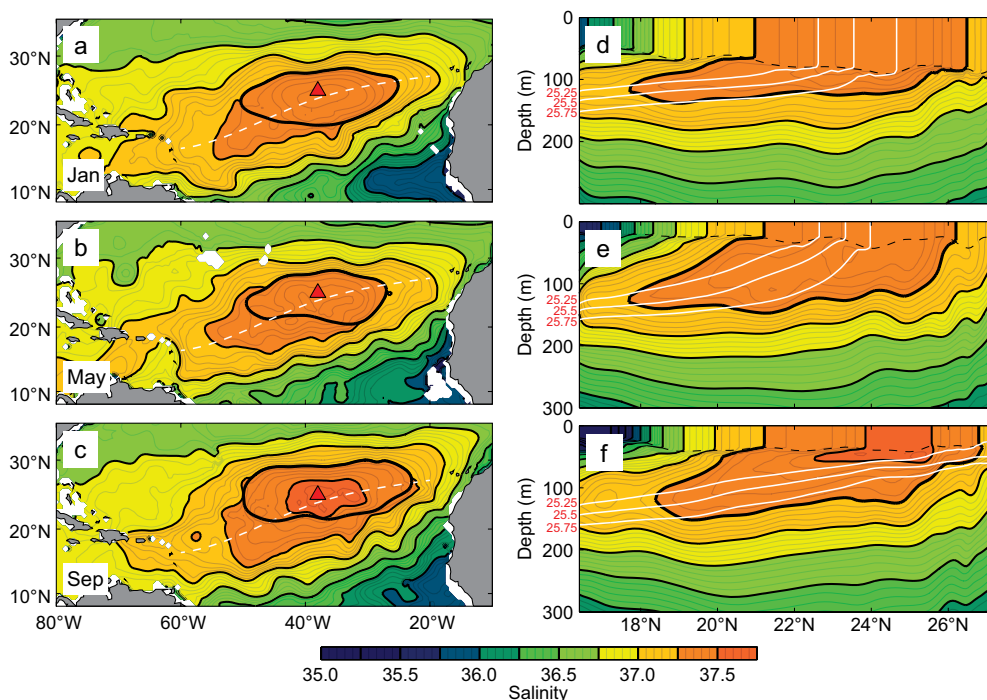 a
30°N
20°N
10°N
Jan
b
30°N
20°N
10°N
May
c
30°N
20°N
10°N
Sep
80°W 60°W 40°W 20°W
d
0
100
200
Depth (m)
25.25
25.5
25.75
e
0
100
200
300
Depth (m)
25.25
25.5
25.75
f
0
100
200
300
Depth (m)
25.25
25.5
25.75
18°N 20°N 22°N 24°N 26°N
35.0 35.5 36.0 36.5 37.0 37.5
Salinity